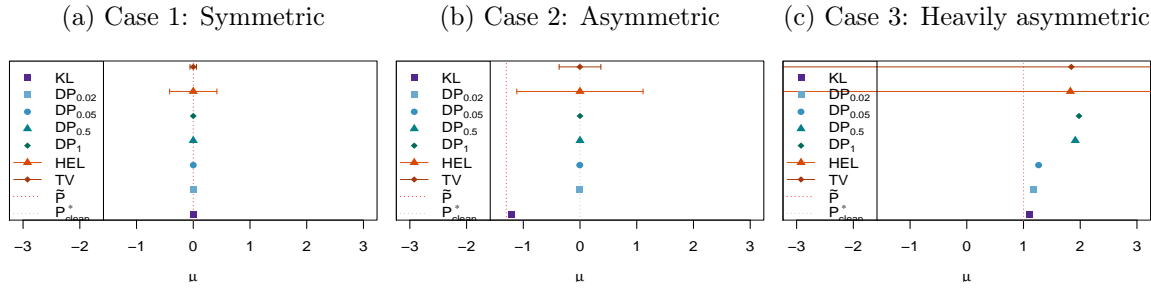 (a) Case 1: Symmetric
KL
DP0.02
DP0.05
DP0.5
DP1
HEL
TV
P̃
P*clean
−3 −2 −1 0 1 2 3
μ
(b) Case 2: Asymmetric
KL
DP0.02
DP0.05
DP0.5
DP1
HEL
TV
P̃
P*clean
−3 −2 −1 0 1 2 3
μ
(c) Case 3: Heavily asymmetric
KL
DP0.02
DP0.05
DP0.5
DP1
HEL
TV
P̃
P*clean
−3 −2 −1 0 1 2 3
μ